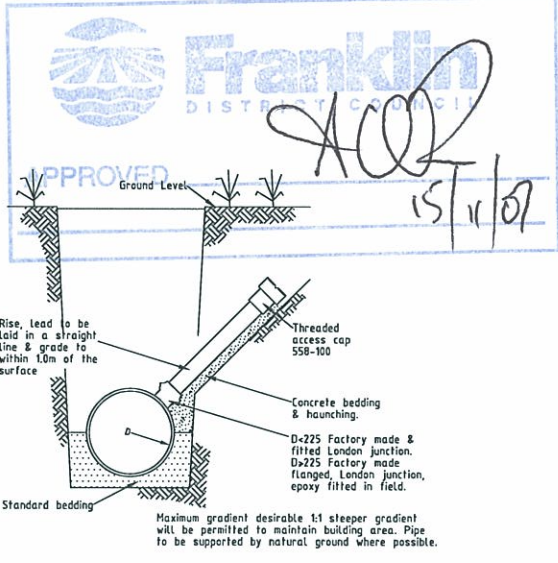 Franklin
DISTRICT COUNCIL
APPROVED
15/11/07
Ground Level
Rise, lead to be
laid in a straight
line & grade to
within 1.0m of the
surface
Threaded
access cap
558-100
Concrete bedding
& haunching.
D
D<225 Factory made &
fitted London junction.
D>225 Factory made
flanged, London junction,
epoxy fitted in field.
Standard bedding
Maximum gradient desirable 1:1 steeper gradient
will be permitted to maintain building area. Pipe
to be supported by natural ground where possible.